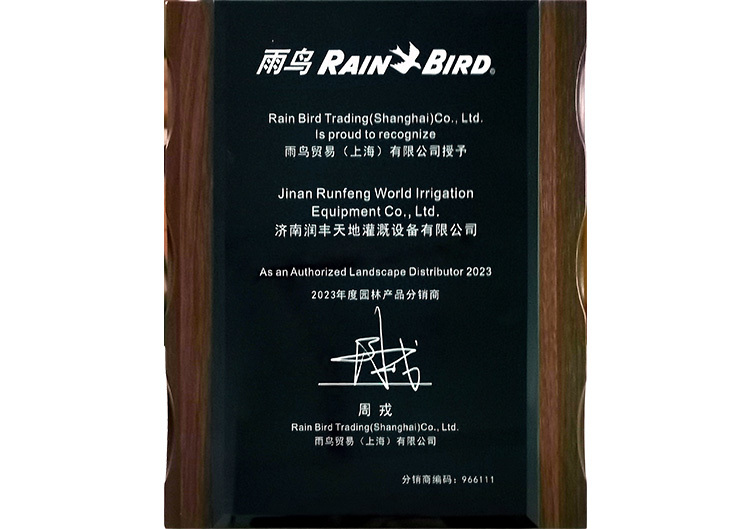 雨鸟 RAIN BIRD®
Rain Bird Trading(Shanghai)Co., Ltd.
Is proud to recognize
雨鸟贸易（上海）有限公司授予
Jinan Runfeng World Irrigation
Equipment Co., Ltd.
济南润丰天地灌溉设备有限公司
As an Authorized Landscape Distributor 2023
2023年度园林产品分销商
周戎
周 戎
Rain Bird Trading(Shanghai)Co., Ltd.
雨鸟贸易（上海）有限公司
分销商编码：966111